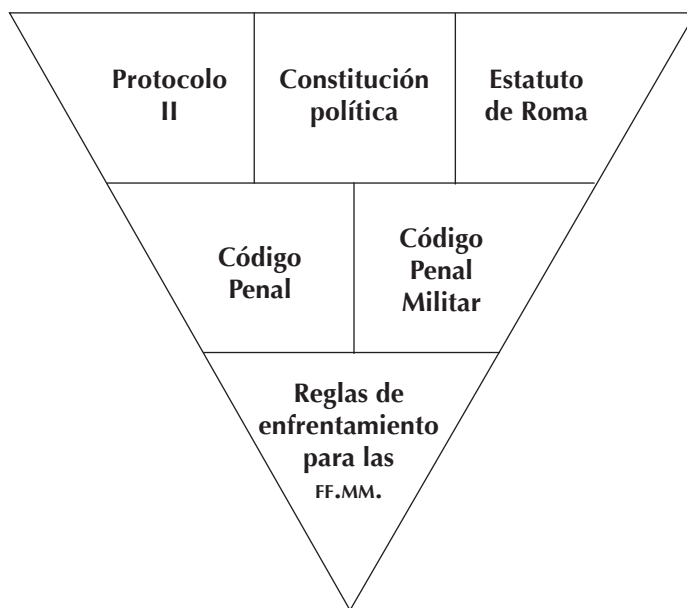 Protocolo
II
Constitución
política
Estatuto
de Roma
Código
Penal
Código
Penal
Militar
Reglas de
enfrentamiento
para las
FF.MM.